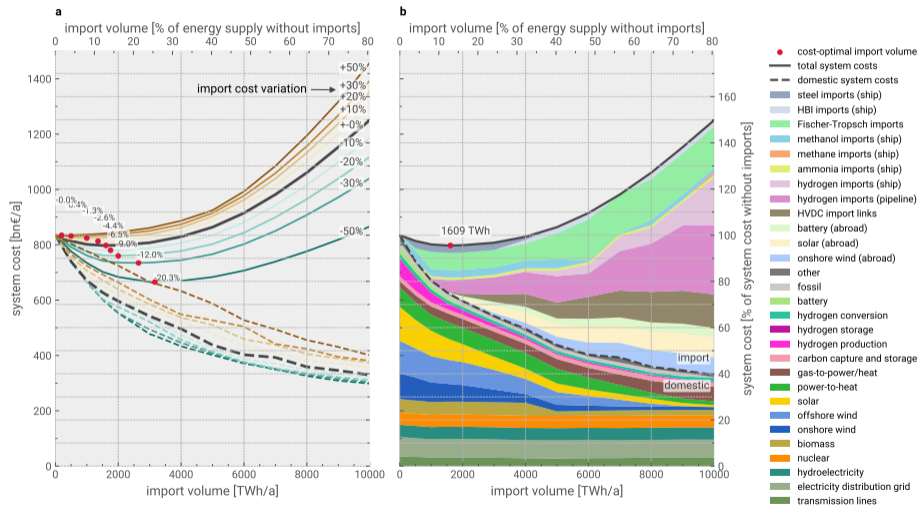 a
import volume [% of energy supply without imports]
0 10 20 30 40 50 60 70 80
1400
1200
1000
800
600
400
200
0
system cost [bn€/a]
import cost variation
+50%
+30%
+20%
+10%
+-0%
-10%
-20%
-30%
-50%
-0.0%
-1.3%
-2.6%
-4.4%
-6.5%
-9.0%
-12.0%
-20.3%
0 2000 4000 6000 8000 10000
import volume [TWh/a]
b
import volume [% of energy supply without imports]
0 10 20 30 40 50 60 70 80
1609 TWh
import
domestic
160
140
120
100
80
60
40
20
0
system cost [% of system cost without imports]
0 2000 4000 6000 8000 10000
import volume [TWh/a]
cost-optimal import volume
total system costs
domestic system costs
steel imports (ship)
HBI imports (ship)
Fischer-Tropsch imports
methanol imports (ship)
methane imports (ship)
ammonia imports (ship)
hydrogen imports (ship)
hydrogen imports (pipeline)
HVDC import links
battery (abroad)
solar (abroad)
onshore wind (abroad)
other
fossil
battery
hydrogen conversion
hydrogen storage
hydrogen production
carbon capture and storage
gas-to-power/heat
power-to-heat
solar
offshore wind
onshore wind
biomass
nuclear
hydroelectricity
electricity distribution grid
transmission lines